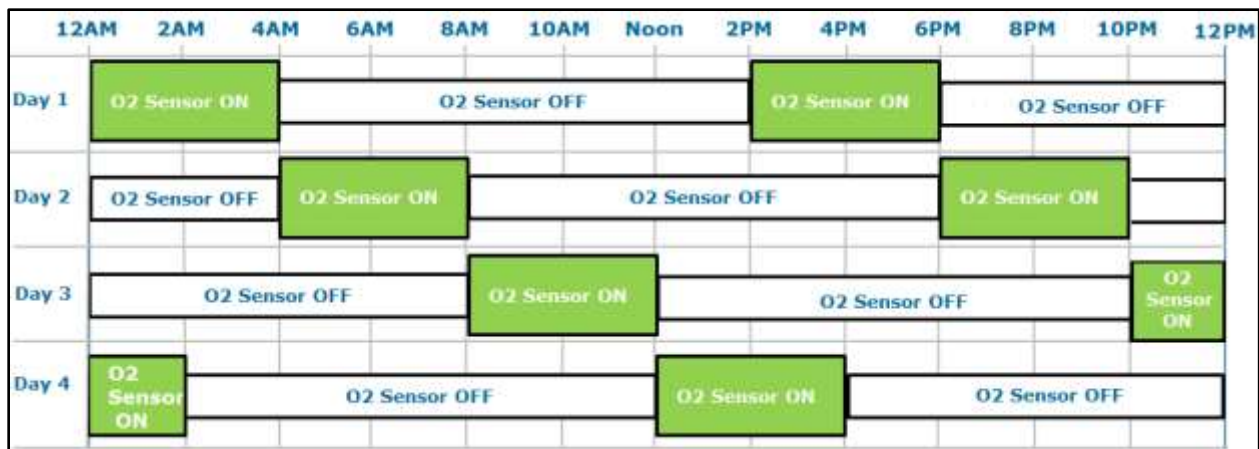 12AM 2AM 4AM 6AM 8AM 10AM Noon 2PM 4PM 6PM 8PM 10PM 12PM
Day 1 O2 Sensor ON O2 Sensor OFF O2 Sensor ON O2 Sensor OFF
Day 2 O2 Sensor OFF O2 Sensor ON O2 Sensor OFF O2 Sensor ON
Day 3 O2 Sensor OFF O2 Sensor ON O2 Sensor OFF O2
Sensor
ON
Day 4 O2
Sensor
ON
O2 Sensor OFF O2 Sensor ON O2 Sensor OFF